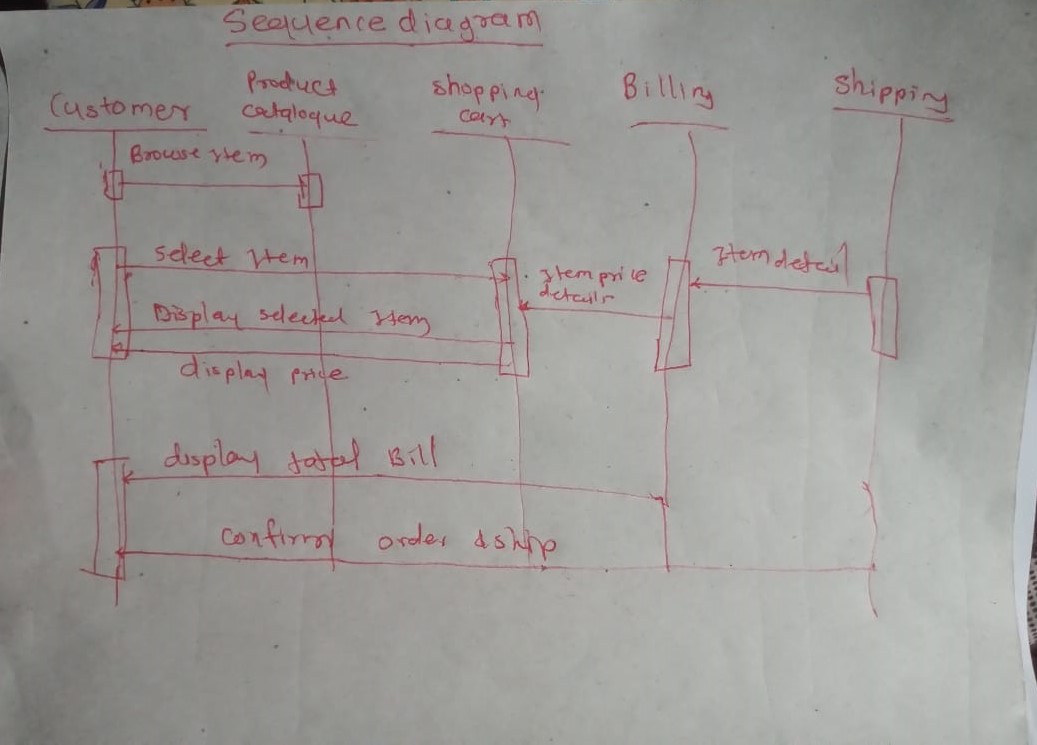 Sequence diagram
Customer
Product
catalogue
shopping
cart
Billing
Shipping
Browse Item
Select Item
Item price
details
Item detail
Display selected Item
display price
display total Bill
Confirm order & ship